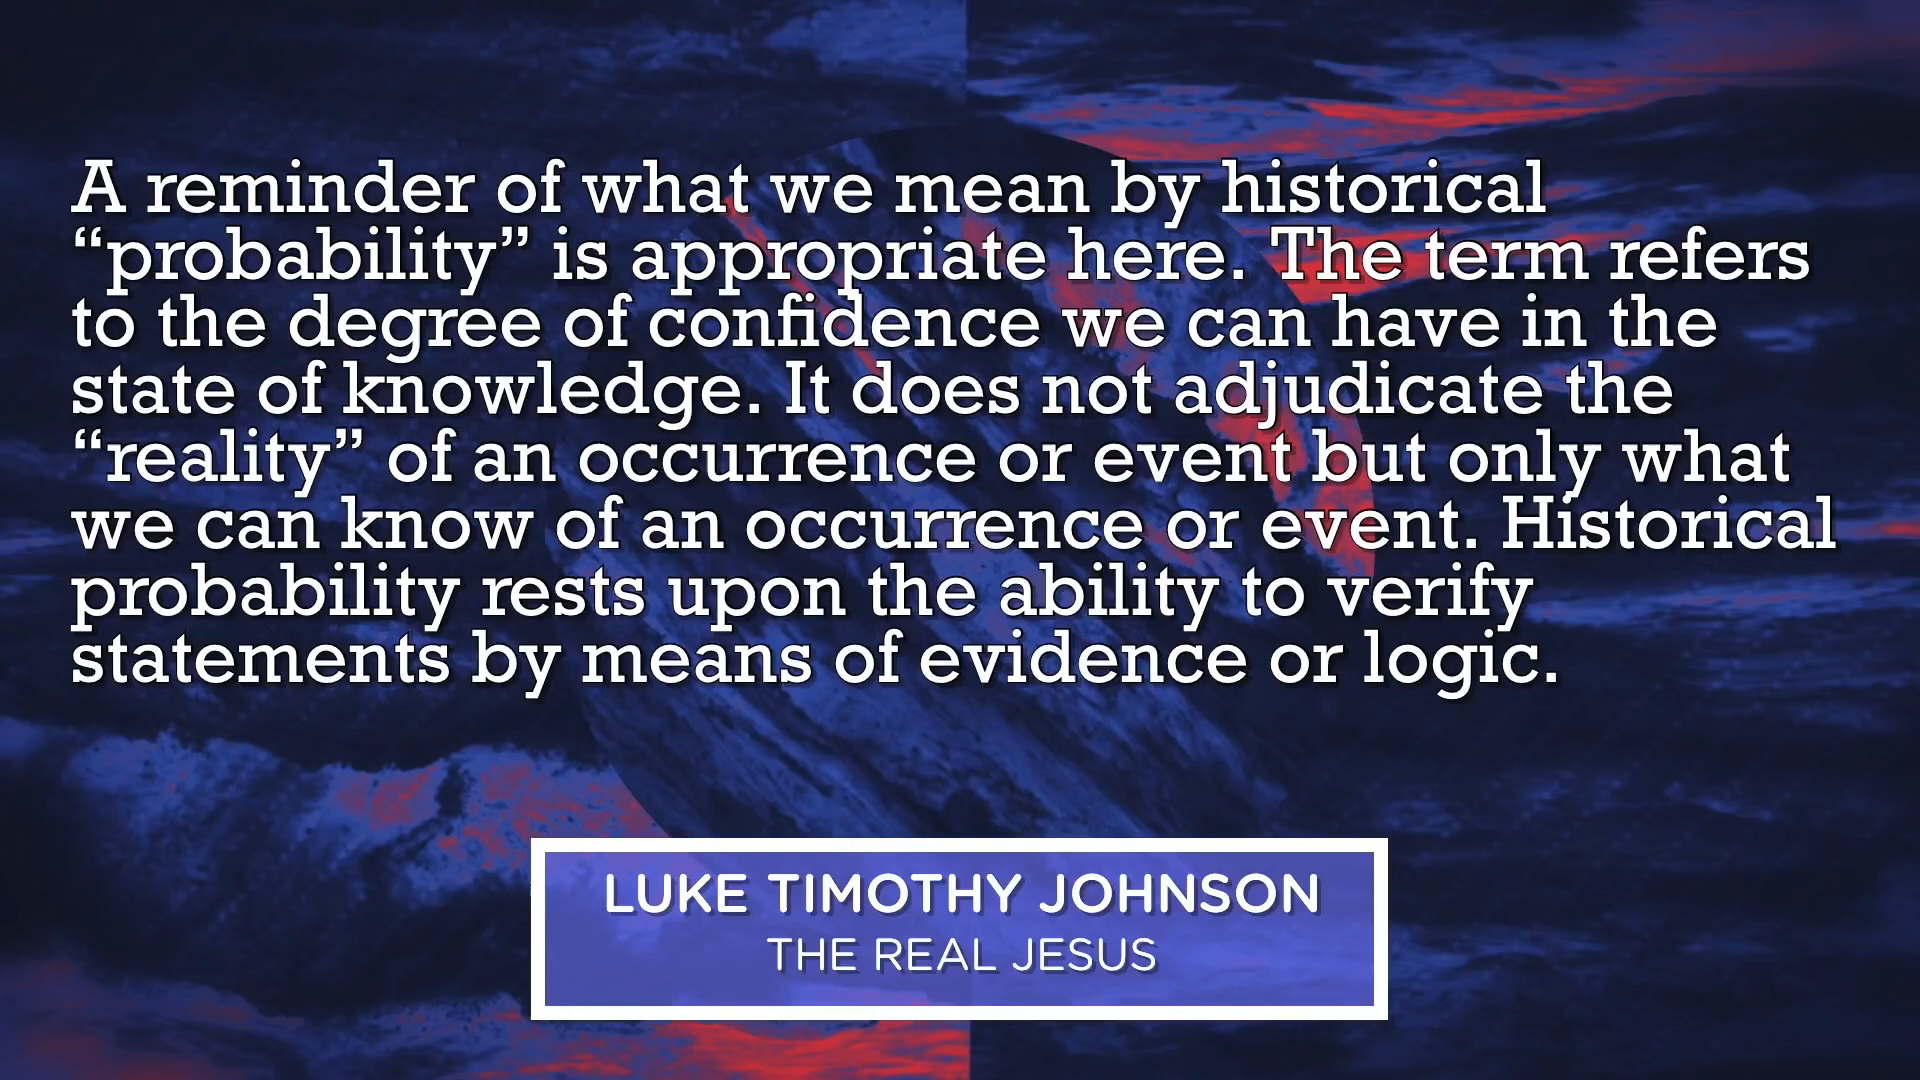 A reminder of what we mean by historical
“probability” is appropriate here. The term refers
to the degree of confidence we can have in the
state of knowledge. It does not adjudicate the
“reality” of an occurrence or event but only what
we can know of an occurrence or event. Historical
probability rests upon the ability to verify
statements by means of evidence or logic.
LUKE TIMOTHY JOHNSON
THE REAL JESUS